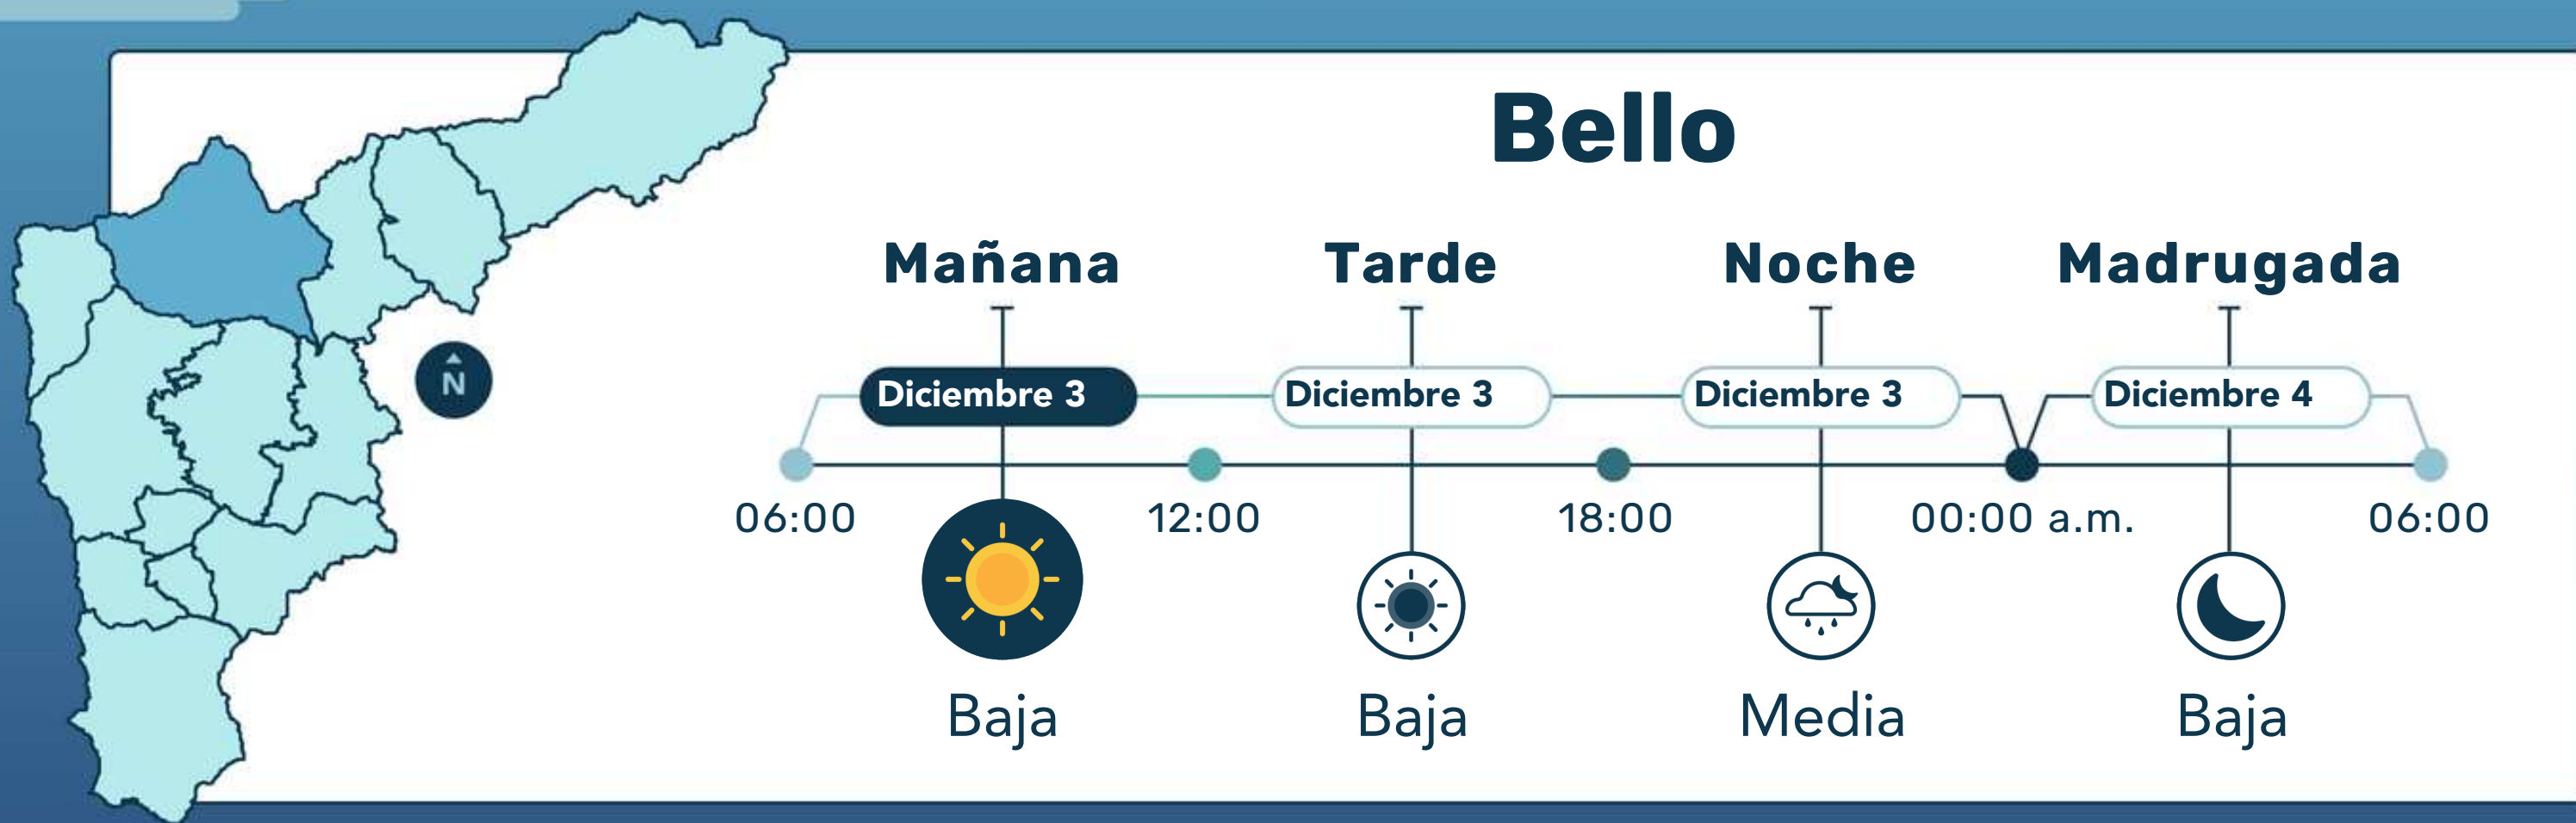 Bello
Mañana Tarde Noche Madrugada
N
Diciembre 3 Diciembre 3 Diciembre 3 Diciembre 4
06:00 12:00 18:00 00:00 a.m. 06:00
Baja Baja Media Baja